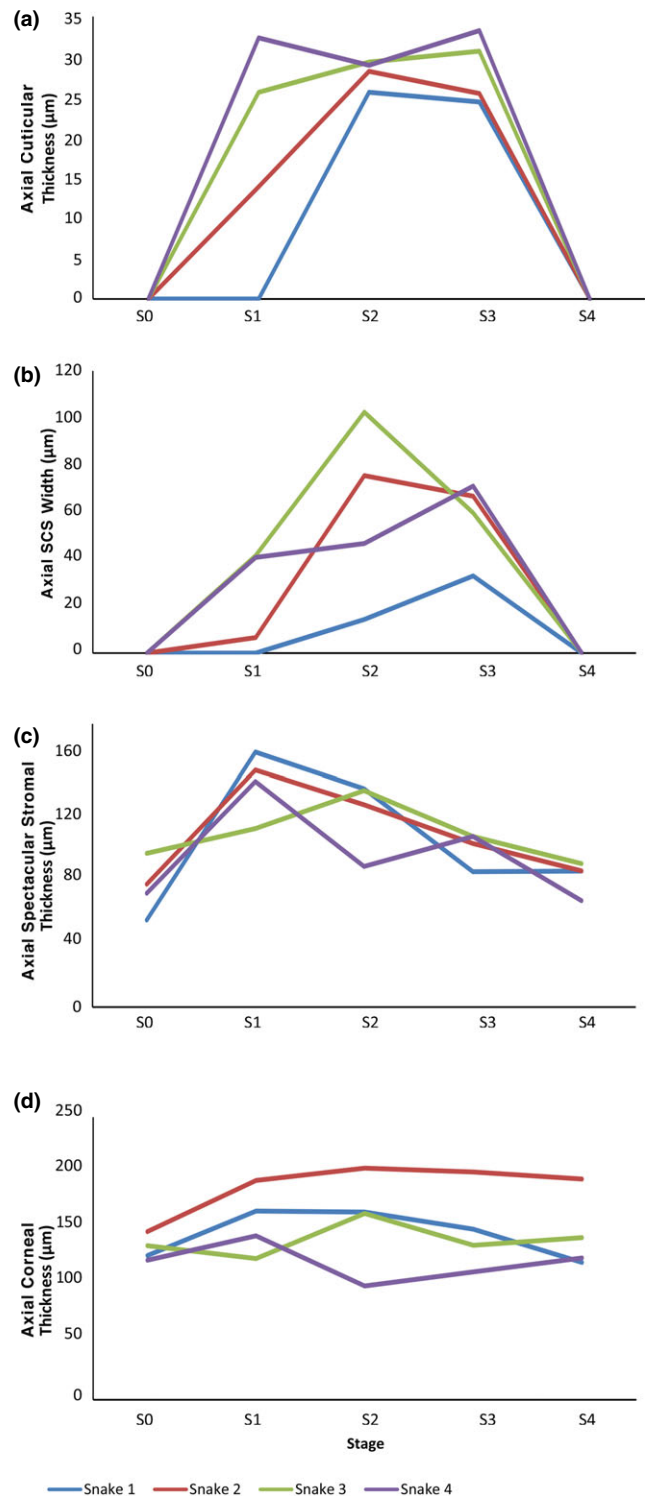 (a)
Axial Cuticular
Thickness (µm)
35
30
25
20
15
10
5
0
S0 S1 S2 S3 S4
(b)
Axial SCS Width (µm)
120
100
80
60
40
20
0
S0 S1 S2 S3 S4
(c)
Axial Spectacular Stromal
Thickness (µm)
160
120
80
40
0
S0 S1 S2 S3 S4
(d)
Axial Corneal
Thickness (µm)
250
200
150
100
50
0
S0 S1 S2 S3 S4
Stage
Snake 1 Snake 2 Snake 3 Snake 4